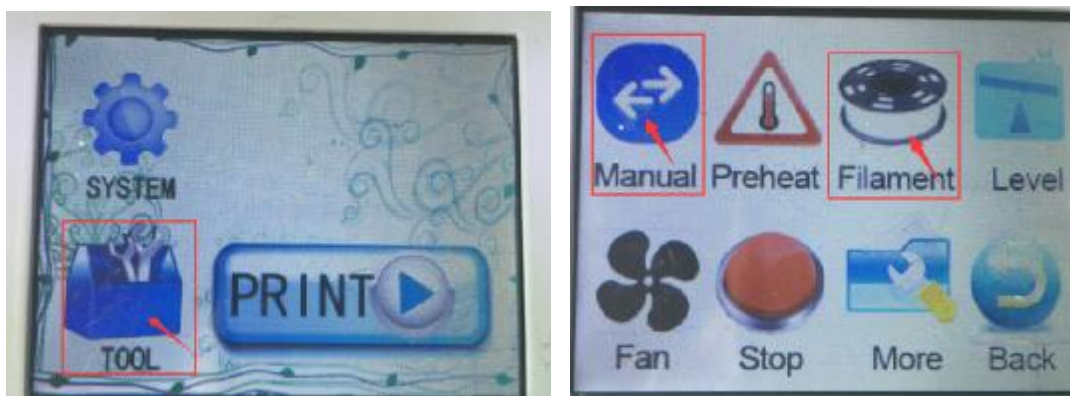 SYSTEM
TOOL
PRINT
Manual Preheat Filament Level
Fan Stop More Back